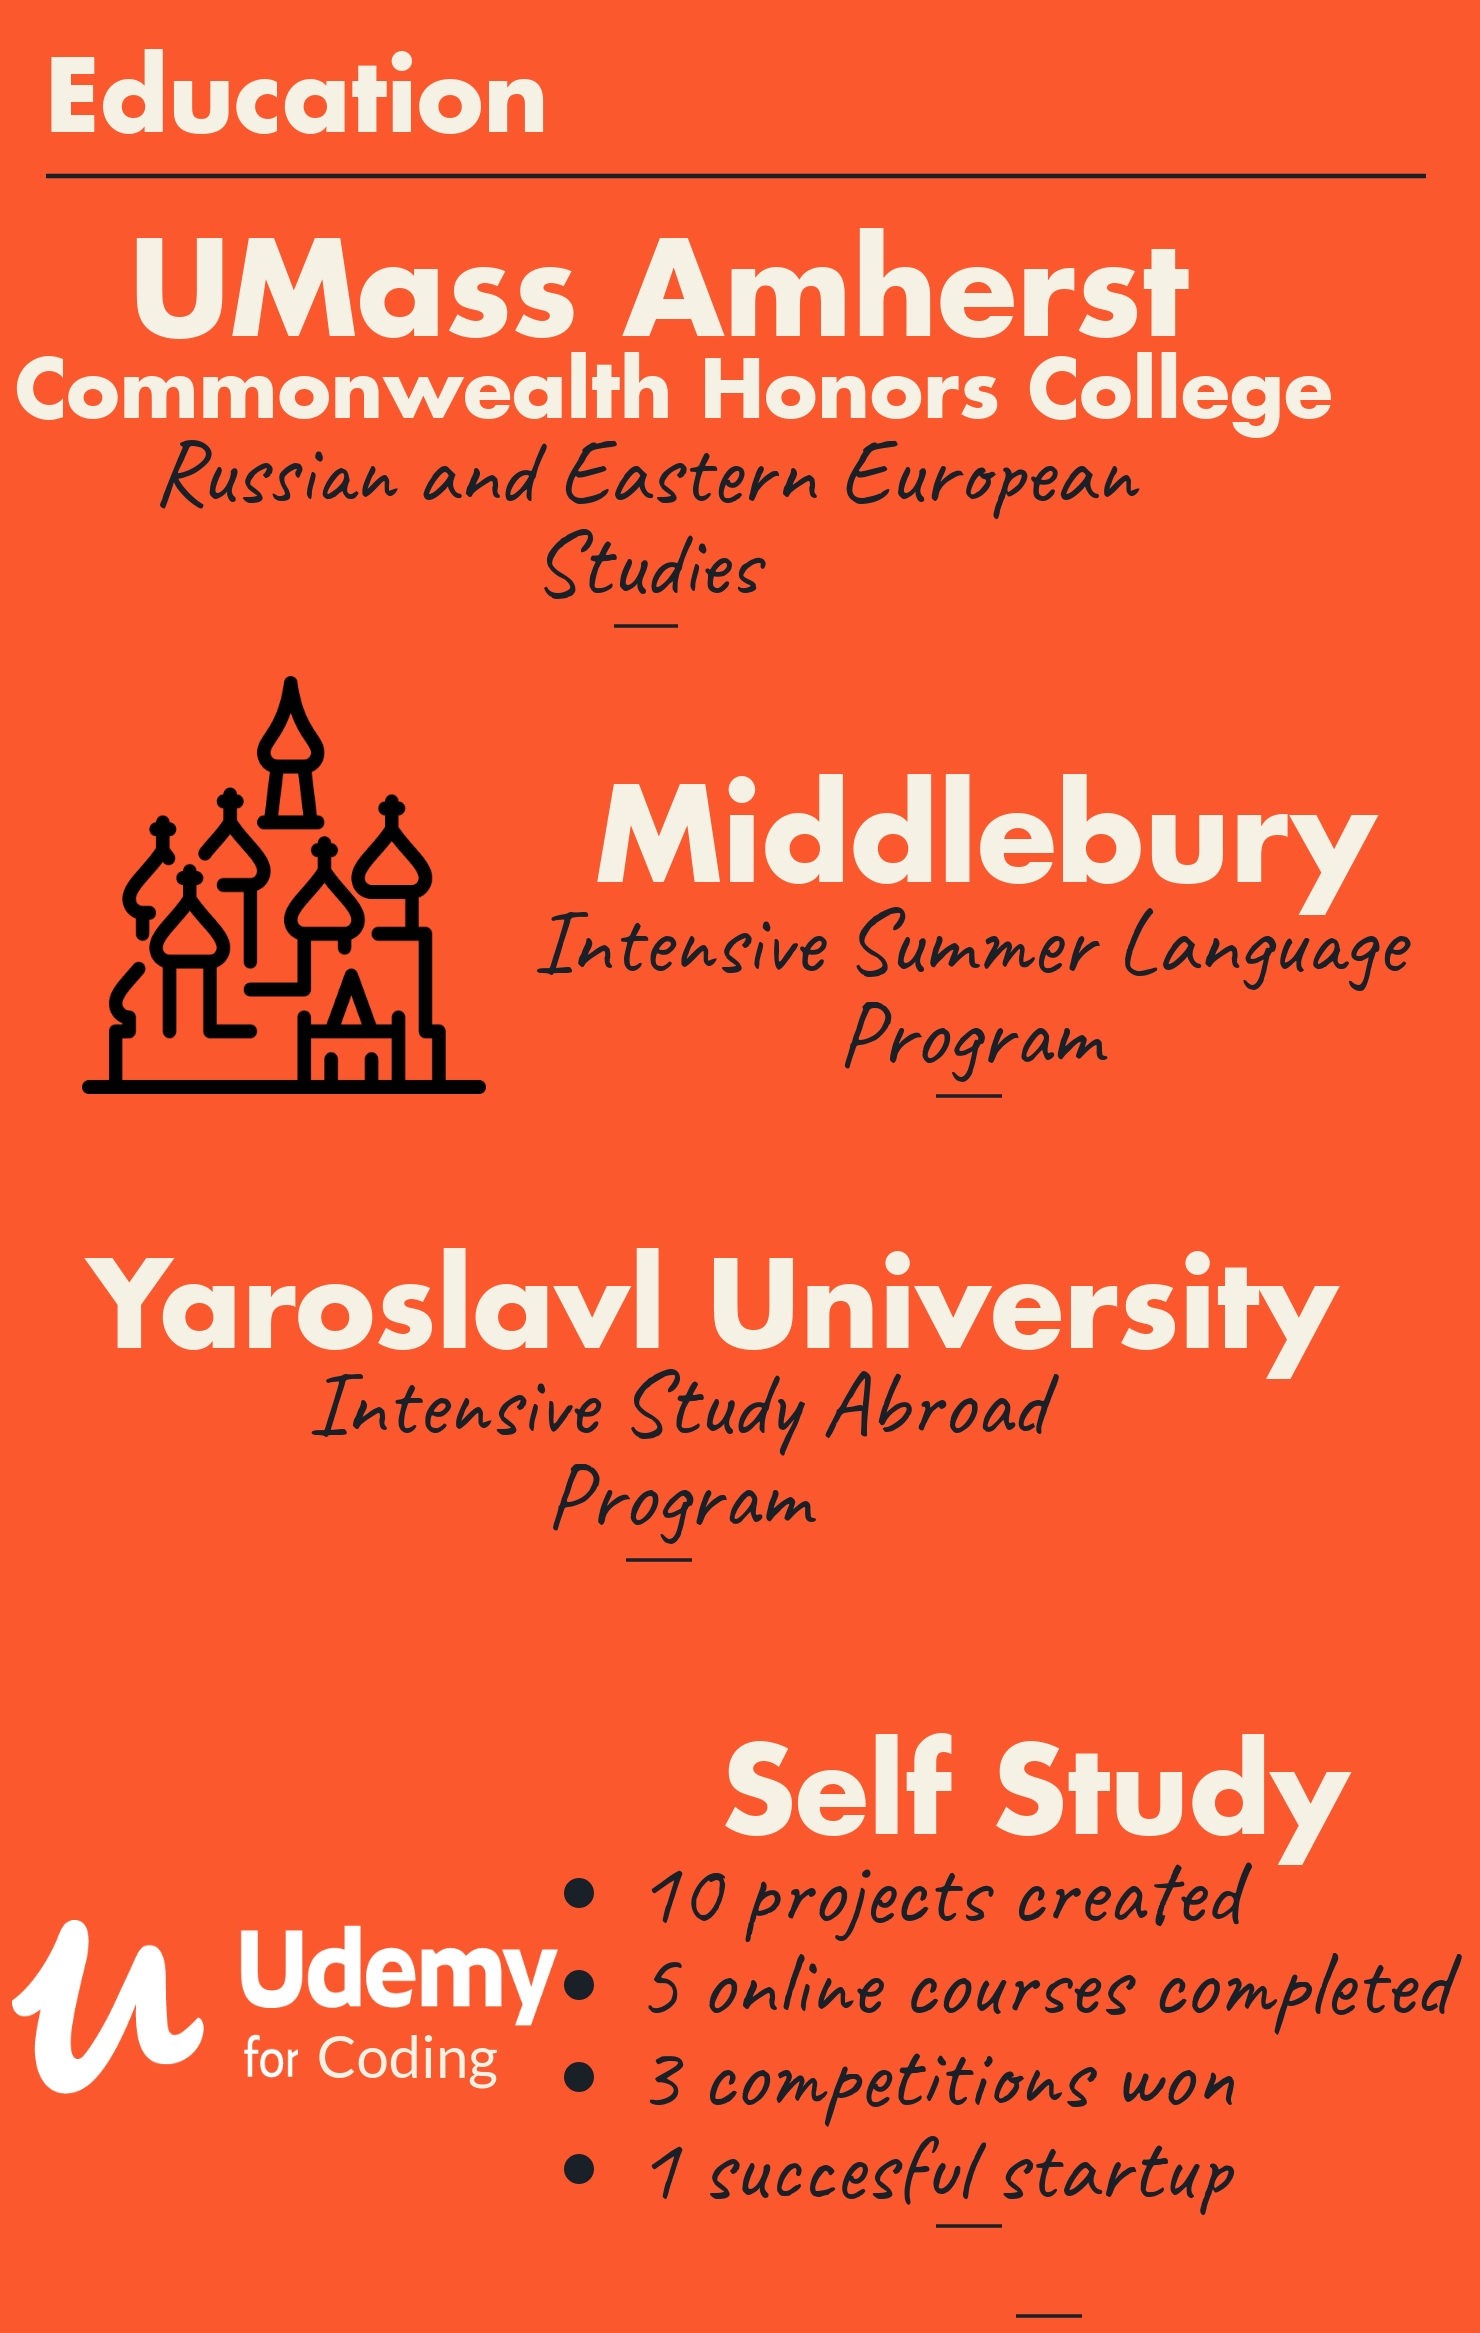 Education
UMass Amherst
Commonwealth Honors College
Russian and Eastern European
Studies
Middlebury
Intensive Summer Language
Program
Yaroslavl University
Intensive Study Abroad
Program
Self Study
10 projects created
5 online courses completed
3 competitions won
1 succesful startup
Udemy
for Coding